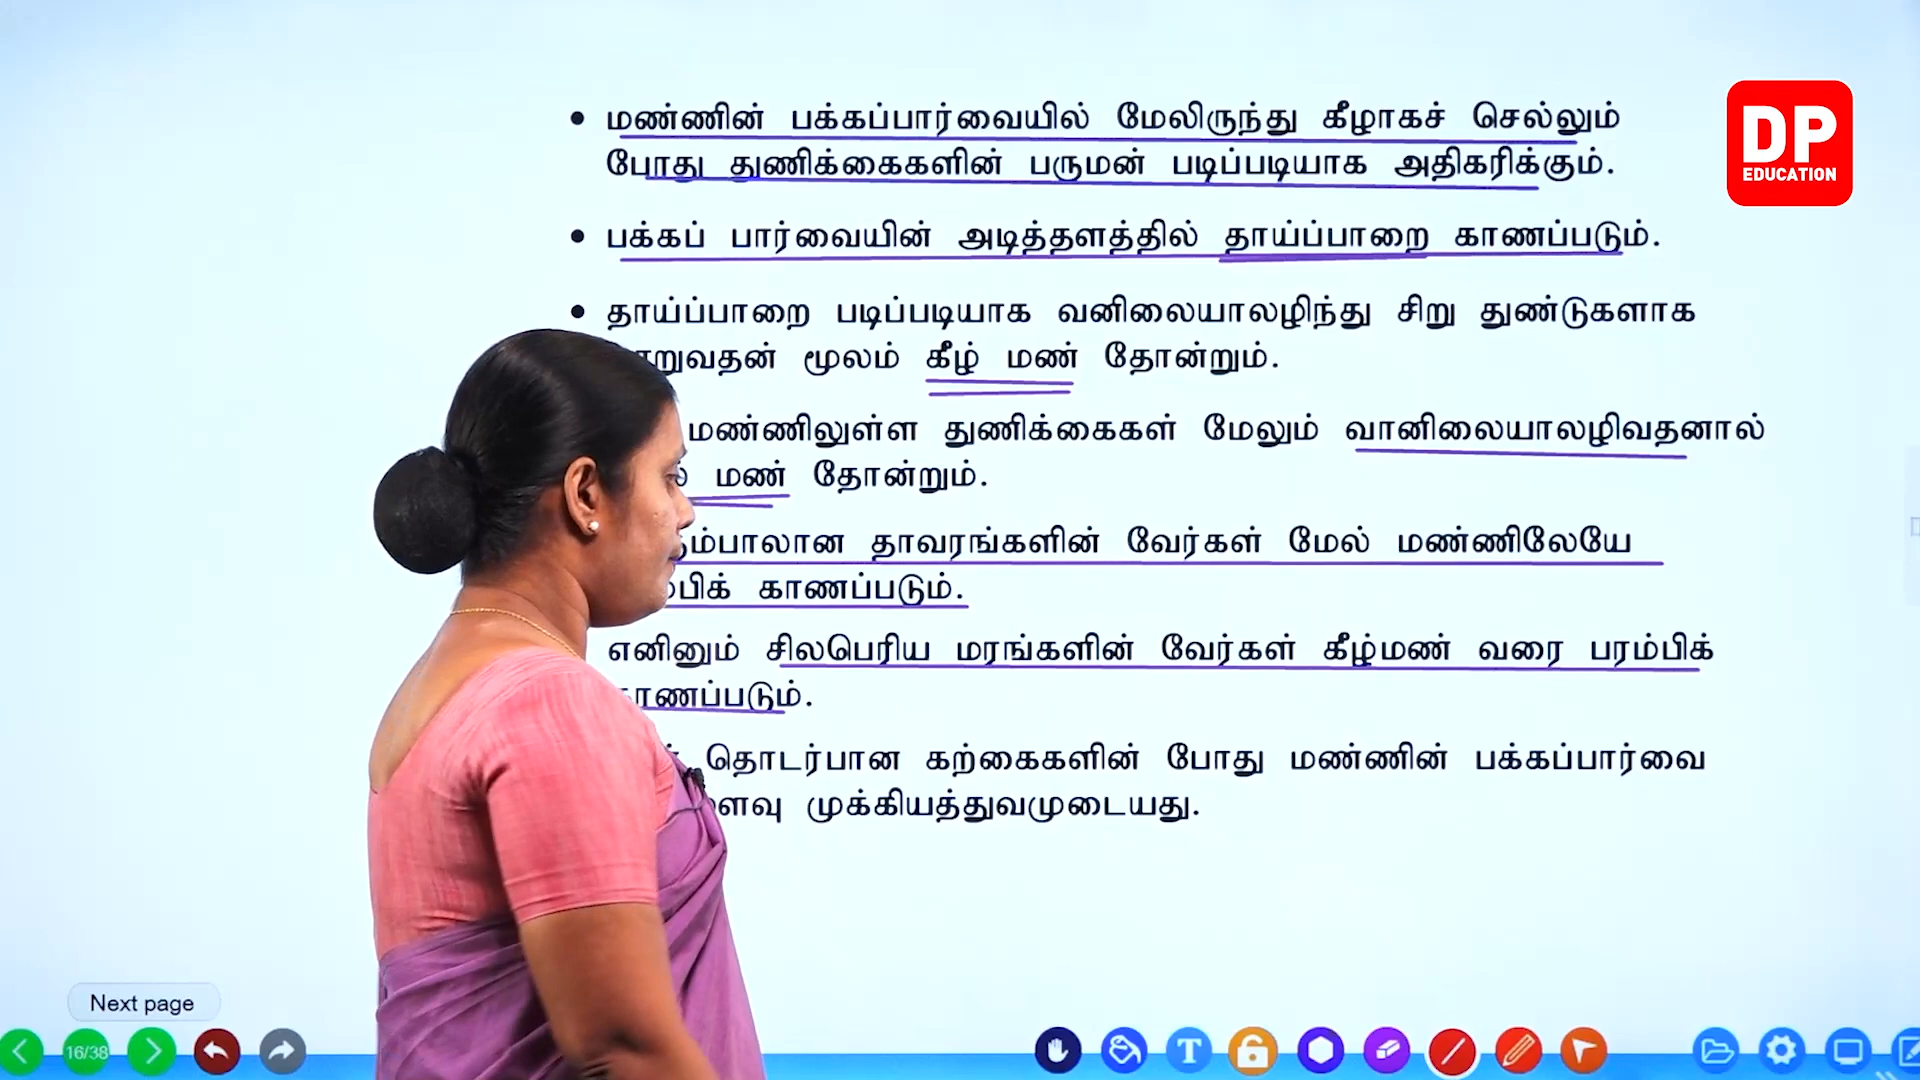 மண்ணின் பக்கப்பார்வையில் மேலிருந்து கீழாகச் செல்லும்
போது துணிக்கைகளின் பருமன் படிப்படியாக அதிகரிக்கும்.
பக்கப் பார்வையின் அடித்தளத்தில் தாய்ப்பாறை காணப்படும்.
தாய்ப்பாறை படிப்படியாக வனிலையாலழிந்து சிறு துண்டுகளாக
மூலம் கீழ் மண் தோன்றும்.
மண்ணிலுள்ள துணிக்கைகள் மேலும் வானிலையாலழிவதனால்
மண் தோன்றும்.
தாவரங்களின் வேர்கள் மேல் மண்ணிலேயே
காணப்படும்.
எனினும் சிலபெரிய மரங்களின் வேர்கள் கீழ்மண் வரை பரம்பிக்
காணப்படும்.
தொடர்பான கற்கைகளின் போது மண்ணின் பக்கப்பார்வை
முக்கியத்துவமுடையது.
DP
EDUCATION
Next page
16/38
T